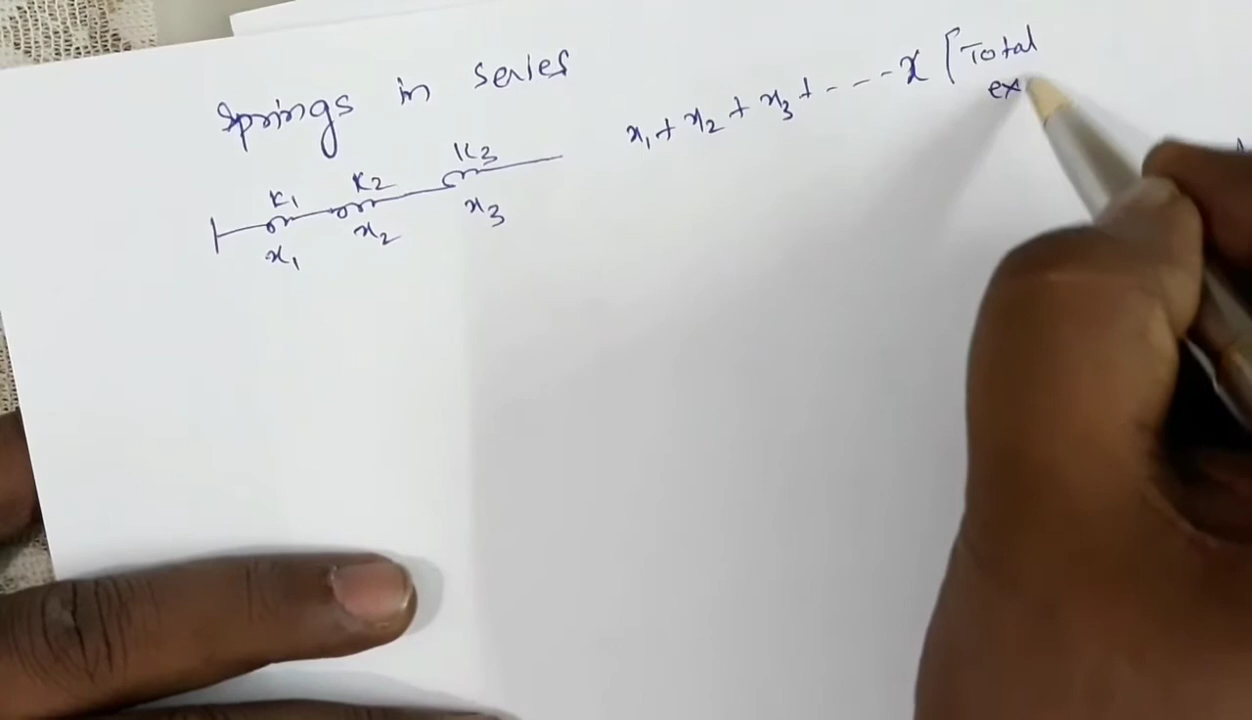 Springs in series
K₁ K₂ K₃
x₁ x₂ x₃
x₁ + x₂ + x₃ + - - - x [Total
ex